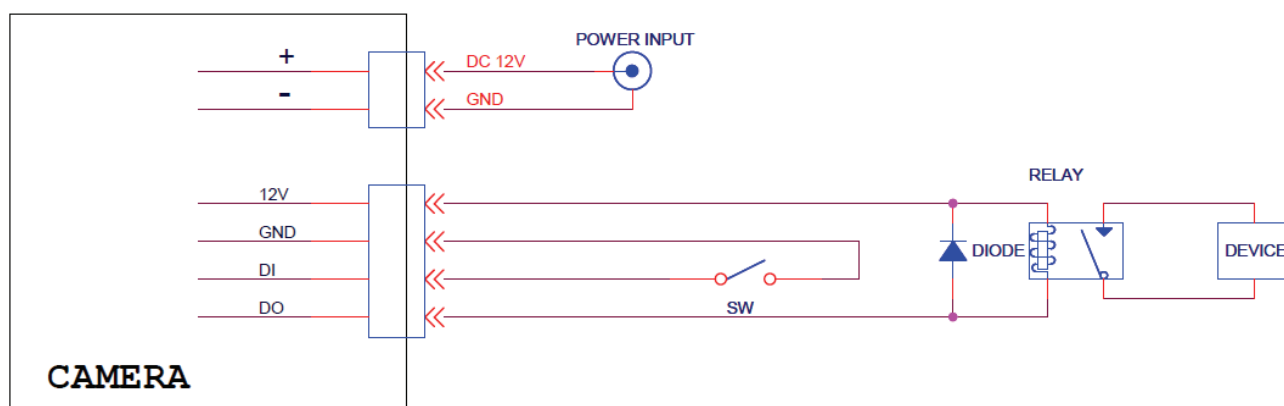 POWER INPUT
+
DC 12V
-
GND
RELAY
12V
GND
DIODE
DEVICE
DI
DO
SW
CAMERA